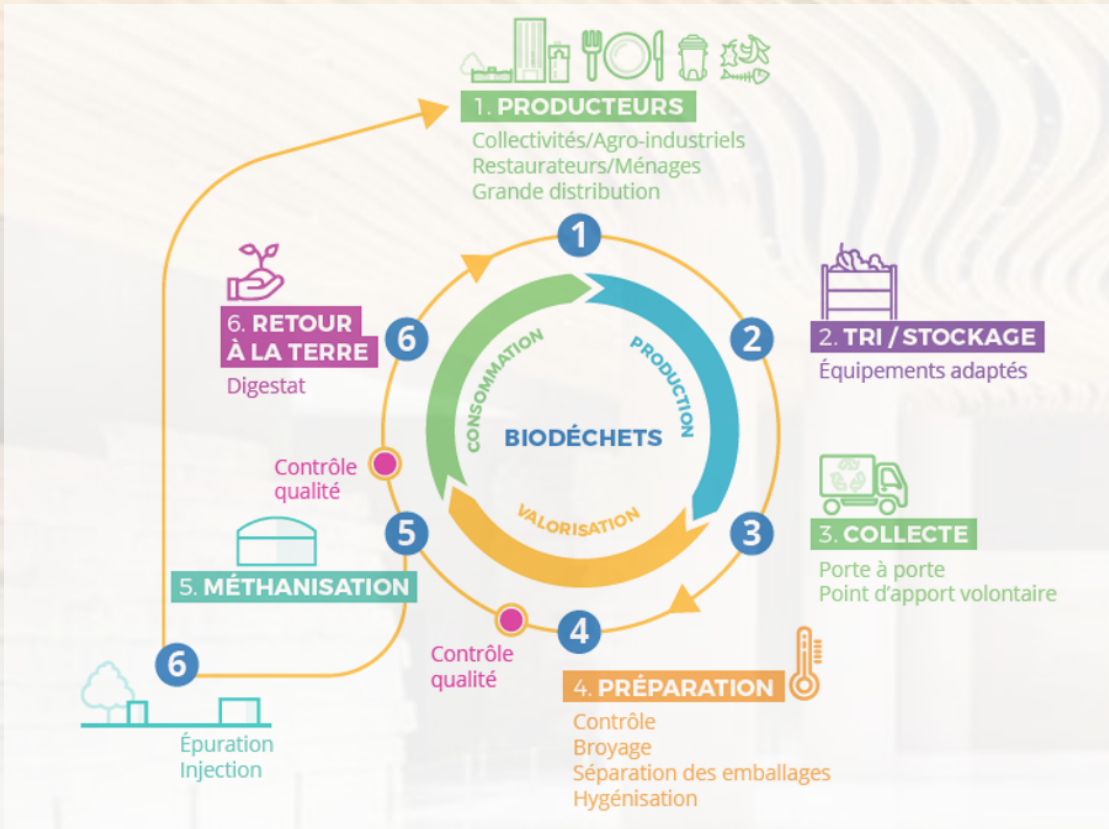 1. PRODUCTEURS
Collectivités/Agro-industriels
Restaurateurs/Ménages
Grande distribution
1
2
2. TRI / STOCKAGE
Équipements adaptés
3
3. COLLECTE
Porte à porte
Point d'apport volontaire
4
4. PRÉPARATION
Contrôle
Broyage
Séparation des emballages
Hygénisation
Contrôle
qualité
5
5. MÉTHANISATION
6
Épuration
Injection
Contrôle
qualité
6
6. RETOUR
À LA TERRE
Digestat
CONSOMMATION
PRODUCTION
BIODÉCHETS
VALORISATION